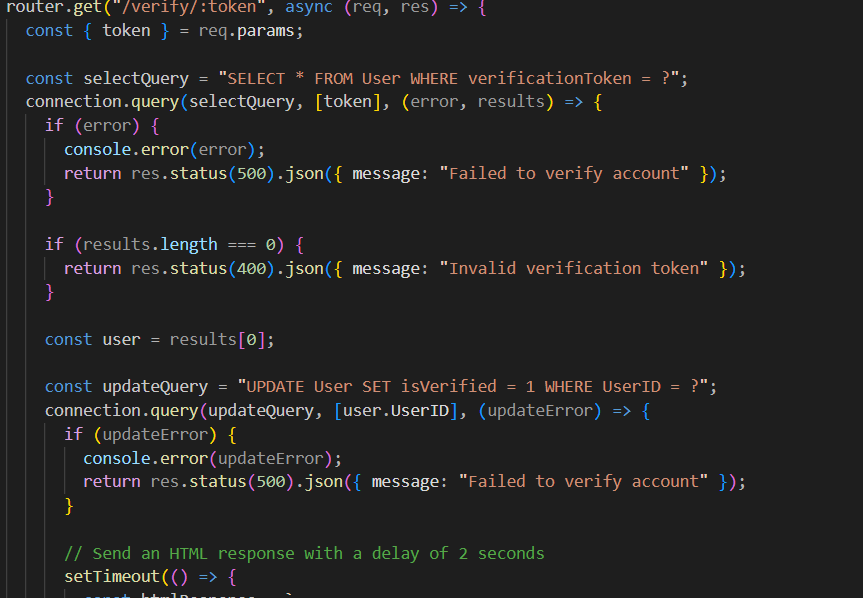 router.get("/verify/:token", async (req, res) => {
  const { token } = req.params;

  const selectQuery = "SELECT * FROM User WHERE verificationToken = ?";
  connection.query(selectQuery, [token], (error, results) => {
    if (error) {
      console.error(error);
      return res.status(500).json({ message: "Failed to verify account" });
    }

    if (results.length === 0) {
      return res.status(400).json({ message: "Invalid verification token" });
    }

    const user = results[0];

    const updateQuery = "UPDATE User SET isVerified = 1 WHERE UserID = ?";
    connection.query(updateQuery, [user.UserID], (updateError) => {
      if (updateError) {
        console.error(updateError);
        return res.status(500).json({ message: "Failed to verify account" });
      }

      // Send an HTML response with a delay of 2 seconds
      setTimeout(() => {
        const htmlResponse = `